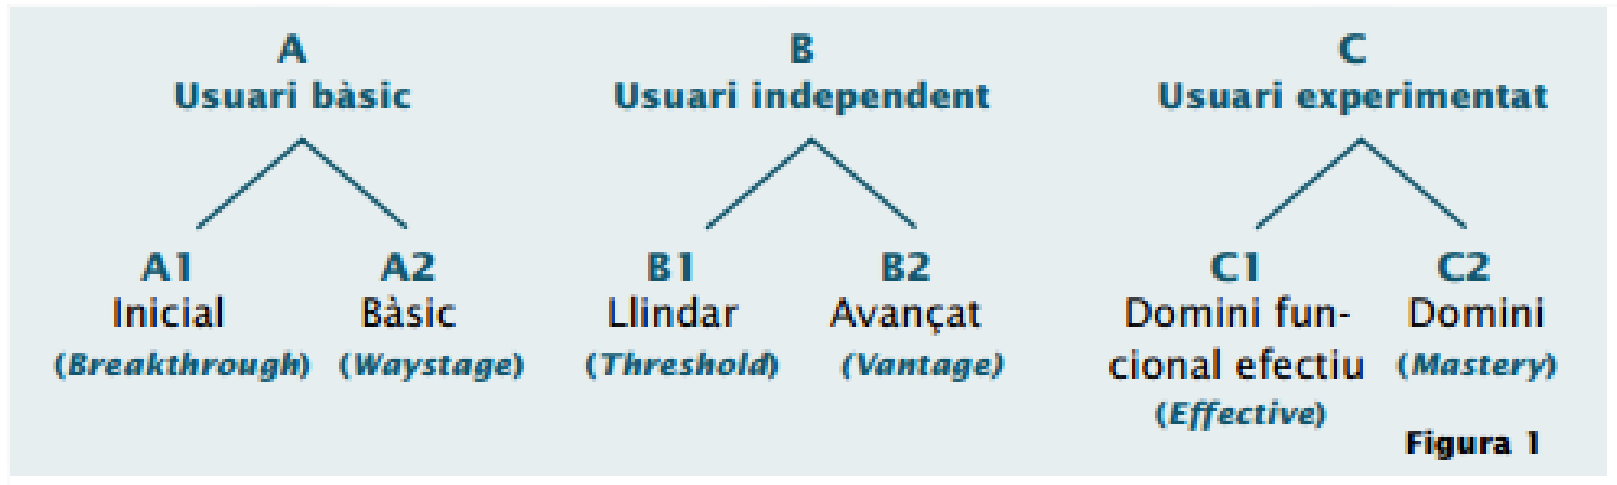 A
Usuari bàsic
B
Usuari independent
C
Usuari experimentat
A1
Inicial
(Breakthrough)
A2
Bàsic
(Waystage)
B1
Llindar
(Threshold)
B2
Avançat
(Vantage)
C1
Domini fun-
cional efectiu
(Effective)
C2
Domini
(Mastery)
Figura 1